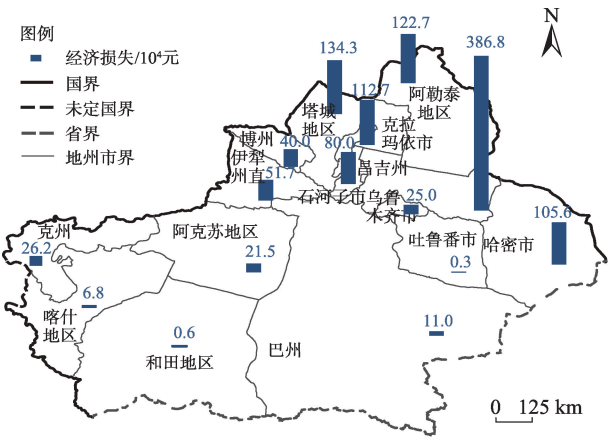 图例
经济损失/10⁴元
国界
未定国界
省界
地州市界
N
122.7
134.3
386.8
112.7
阿勒泰
地区
塔城
地区
克拉
玛依市
博州
40.0
80.0
伊犁
州直
51.7
昌吉州
石河子市
乌鲁
木齐市
25.0
105.6
克州
26.2
阿克苏地区
21.5
吐鲁番市
0.3
哈密市
6.8
喀什
地区
0.6
和田地区
巴州
11.0
0 125 km